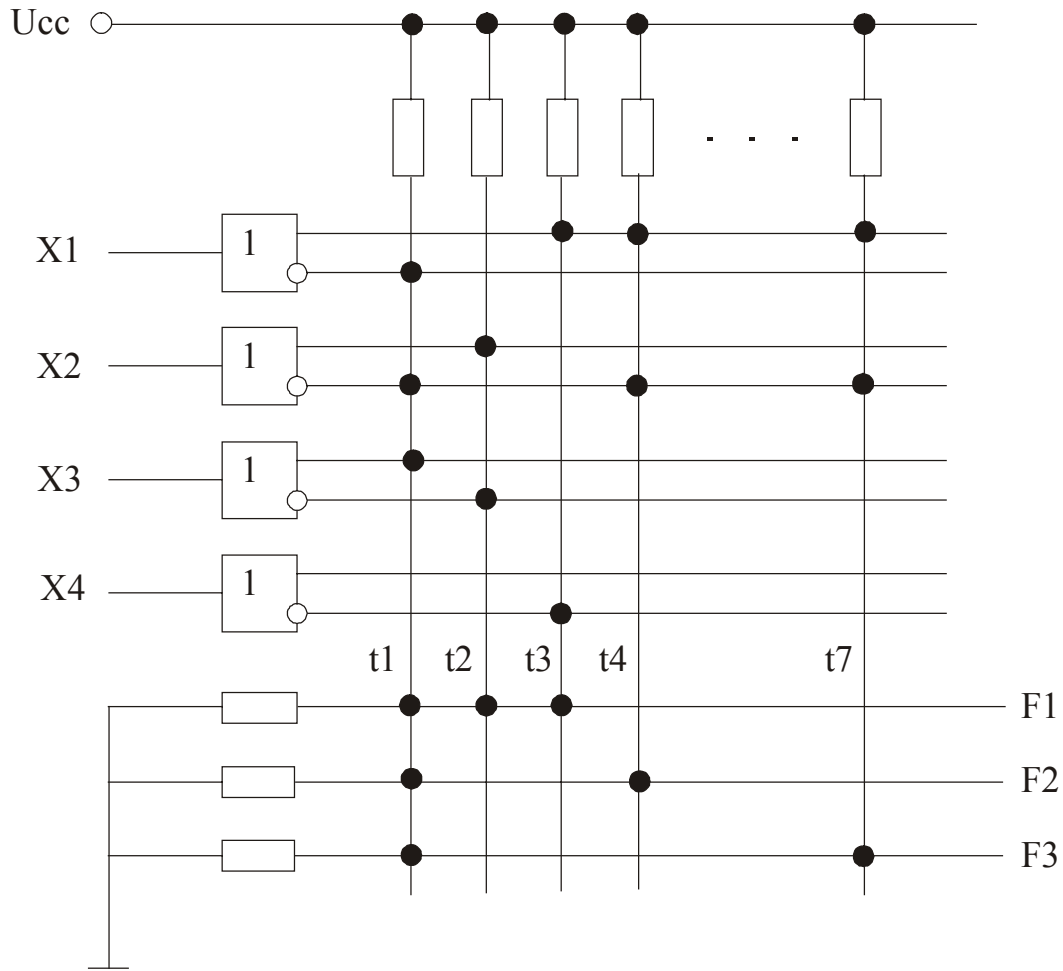 Ucc
. . .
X1 1
X2 1
X3 1
X4 1
t1 t2 t3 t4 t7
F1
F2
F3